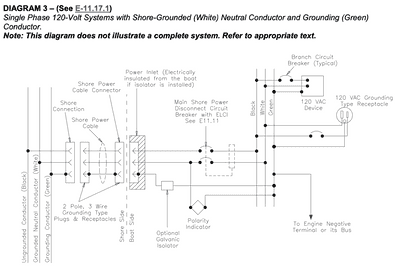 DIAGRAM 3 – (See E-11.17.1)
Single Phase 120-Volt Systems with Shore-Grounded (White) Neutral Conductor and Grounding (Green)
Conductor.
Note: This diagram does not illustrate a complete system. Refer to appropriate text.
Branch Circuit
Breaker (Typical)
Power Inlet (Electrically
insulated from the boat
if isolator is installed)
Shore Power
Cable Connector
Shore
Connection
Shore Power
Cable
Main Shore Power
Disconnect Circuit
Breaker with ELCI
See E11.11
Black
White
Green
120 VAC
Device
120 VAC Grounding
Type Receptacle
Ungrounded Conductor (Black)
Grounded Neutral Conductor (White)
Grounding Conductor (Green)
2 Pole, 3 Wire
Grounding Type
Plugs & Receptacles
Shore Side
Boat Side
Optional
Galvanic
Isolator
Polarity
Indicator
To Engine Negative
Terminal or its Bus